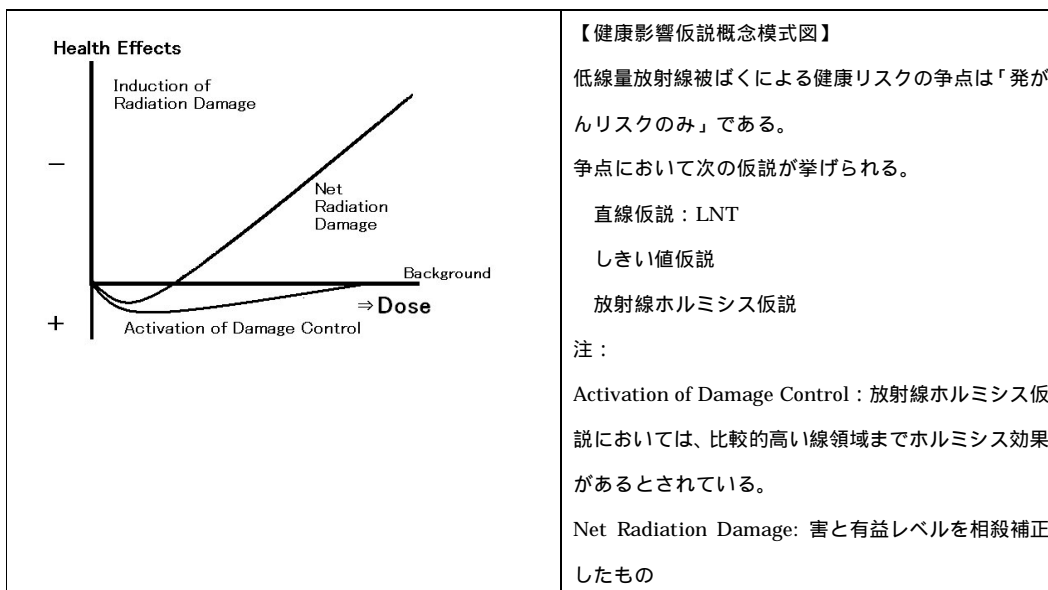 Health Effects
Induction of
Radiation Damage
－
Net
Radiation
Damage
Background
⇒Dose
+
Activation of Damage Control
【健康影響仮説概念模式図】
低線量放射線被ばくによる健康リスクの争点は「発が
んリスクのみ」である。
争点において次の仮説が挙げられる。
直線仮説：LNT
しきい値仮説
放射線ホルミシス仮説
注：
Activation of Damage Control：放射線ホルミシス仮
説においては、比較的高い線領域までホルミシス効果
があるとされている。
Net Radiation Damage: 害と有益レベルを相殺補正
したもの